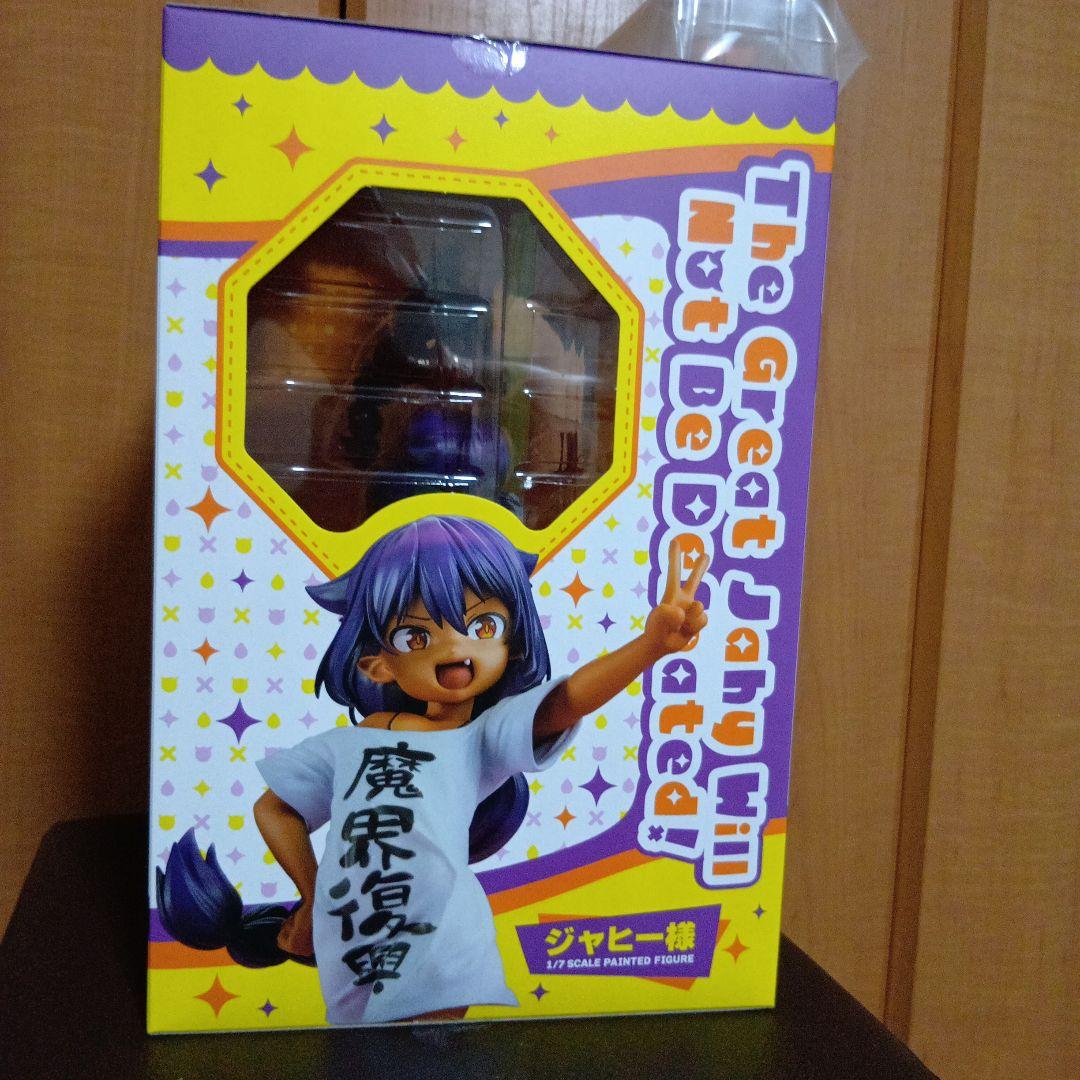 The Great Jahy Will
Not Be Defeated!
魔界復興
ジャヒー様
1/7 SCALE PAINTED FIGURE